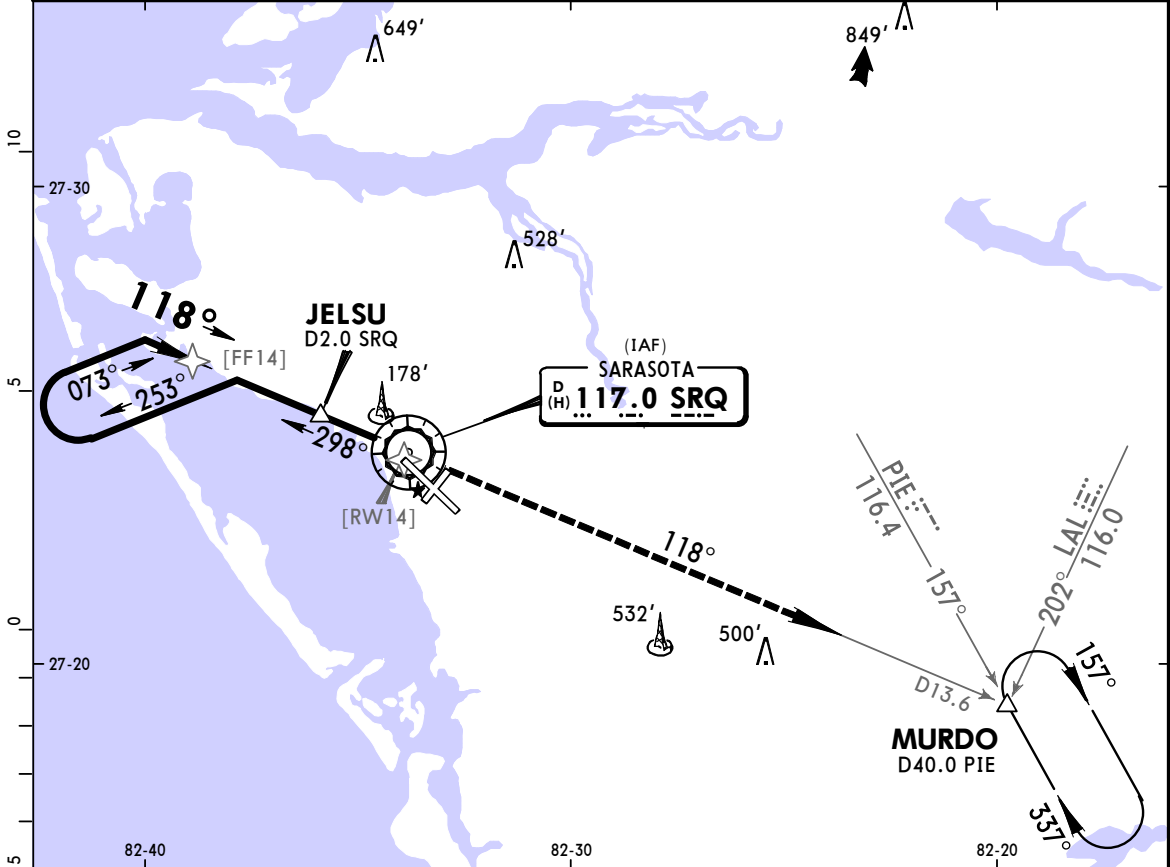 649'
849'
10
27-30
528'
118°
JELSU
D2.0 SRQ
[FF14]
(IAF)
SARASOTA
D
(H) 117.0 SRQ
178'
5
073°
253°
298°
[RW14]
PIE
116.4
LAL
116.0
118°
157°
202°
532'
500'
0
27-20
157°
D13.6
MURDO
D40.0 PIE
337°
5
82-40
82-30
82-20